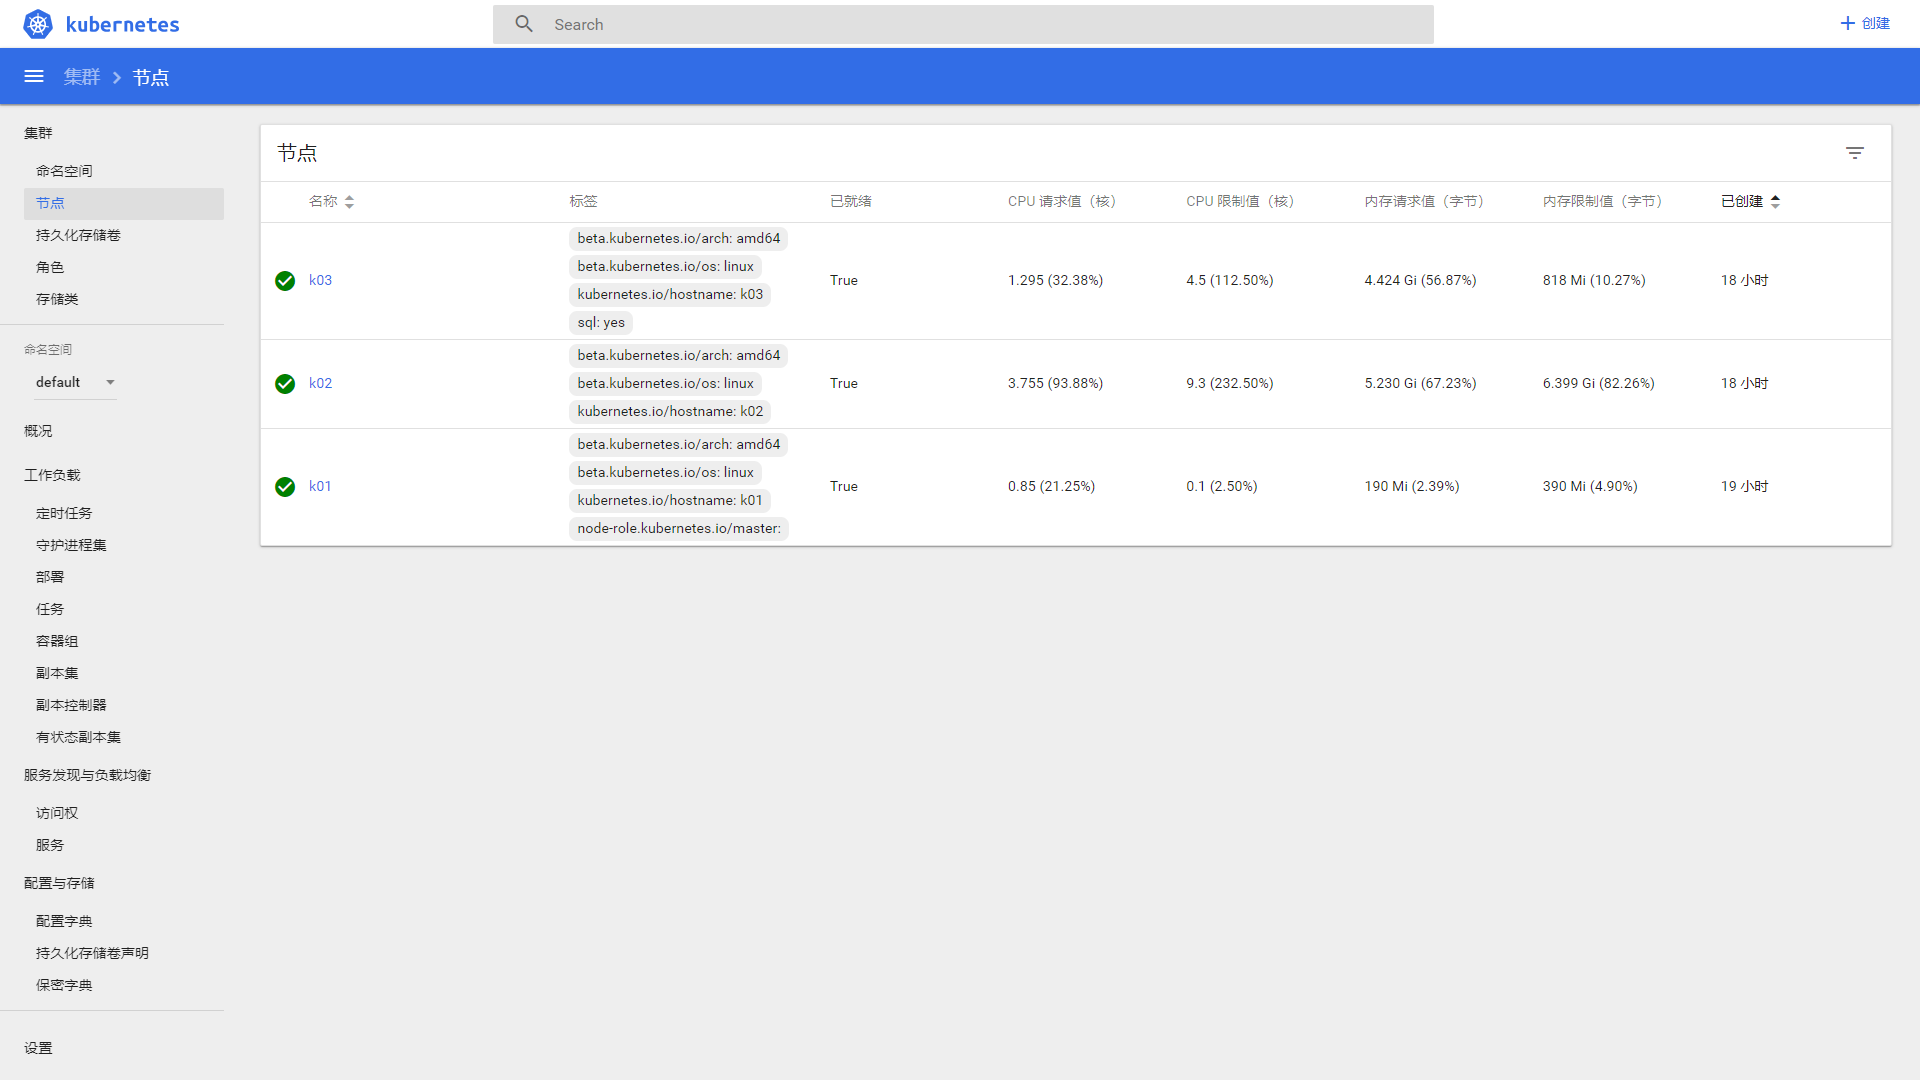 kubernetes
Search
创建
集群 节点
集群
命名空间
节点
持久化存储卷
角色
存储类
命名空间
default
概况
工作负载
定时任务
守护进程集
部署
任务
容器组
副本集
副本控制器
有状态副本集
服务发现与负载均衡
访问权
服务
配置与存储
配置字典
持久化存储卷声明
保密字典
设置
节点
名称 标签 已就绪 CPU 请求值（核） CPU 限制值（核） 内存请求值（字节） 内存限制值（字节） 已创建
beta.kubernetes.io/arch: amd64
beta.kubernetes.io/os: linux
k03 True 1.295 (32.38%) 4.5 (112.50%) 4.424 Gi (56.87%) 818 Mi (10.27%) 18 小时
kubernetes.io/hostname: k03
sql: yes
beta.kubernetes.io/arch: amd64
k02 beta.kubernetes.io/os: linux True 3.755 (93.88%) 9.3 (232.50%) 5.230 Gi (67.23%) 6.399 Gi (82.26%) 18 小时
kubernetes.io/hostname: k02
beta.kubernetes.io/arch: amd64
beta.kubernetes.io/os: linux
k01 True 0.85 (21.25%) 0.1 (2.50%) 190 Mi (2.39%) 390 Mi (4.90%) 19 小时
kubernetes.io/hostname: k01
node-role.kubernetes.io/master: